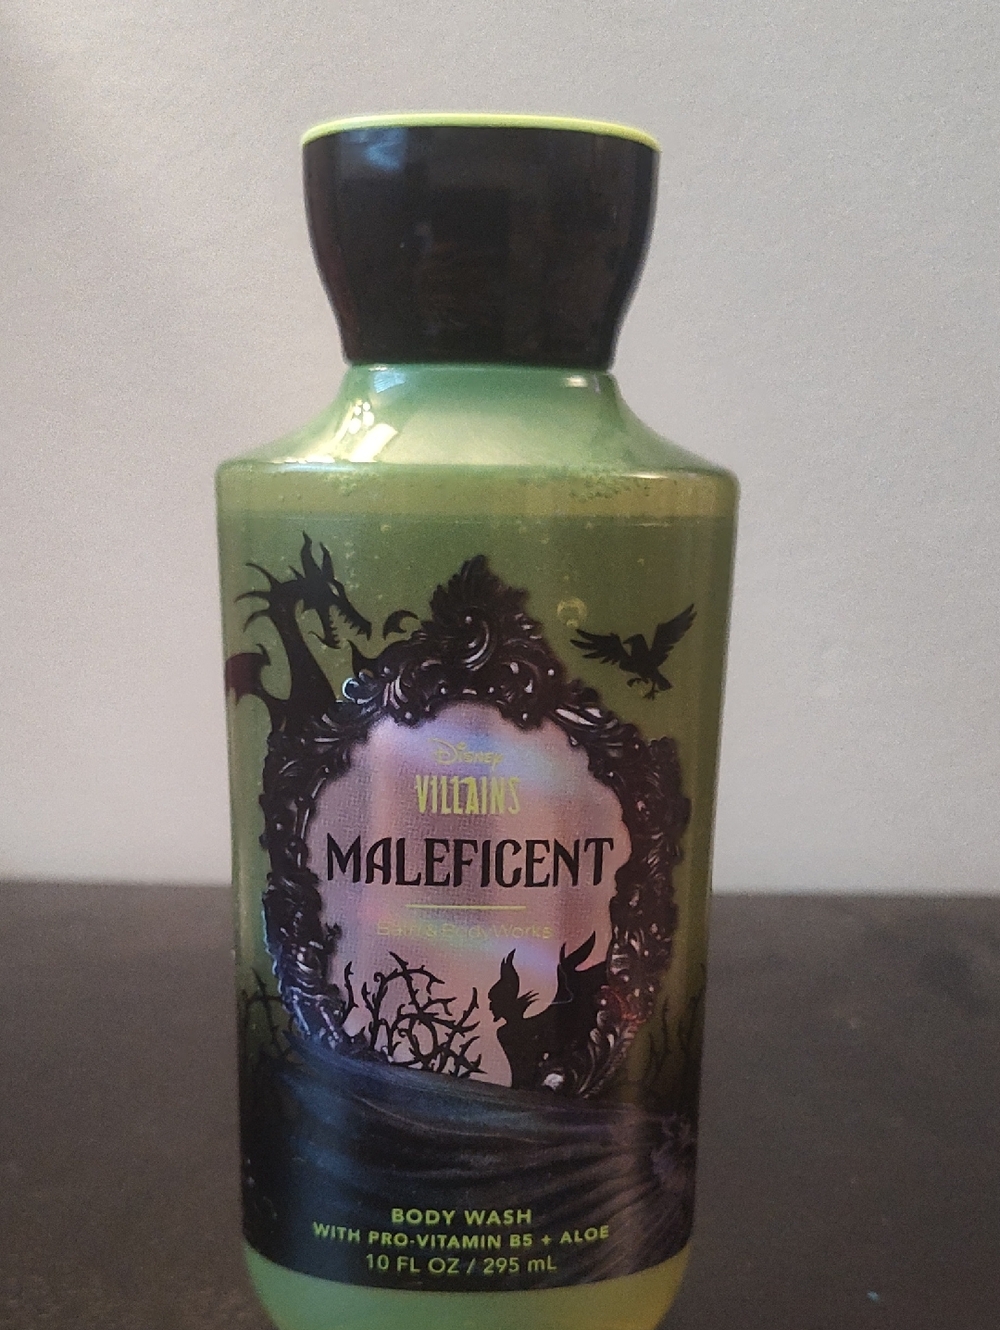 Disney
VILLAINS
MALEFICENT
Bath & Body Works
BODY WASH
WITH PRO-VITAMIN B5 + ALOE
10 FL OZ / 295 mL